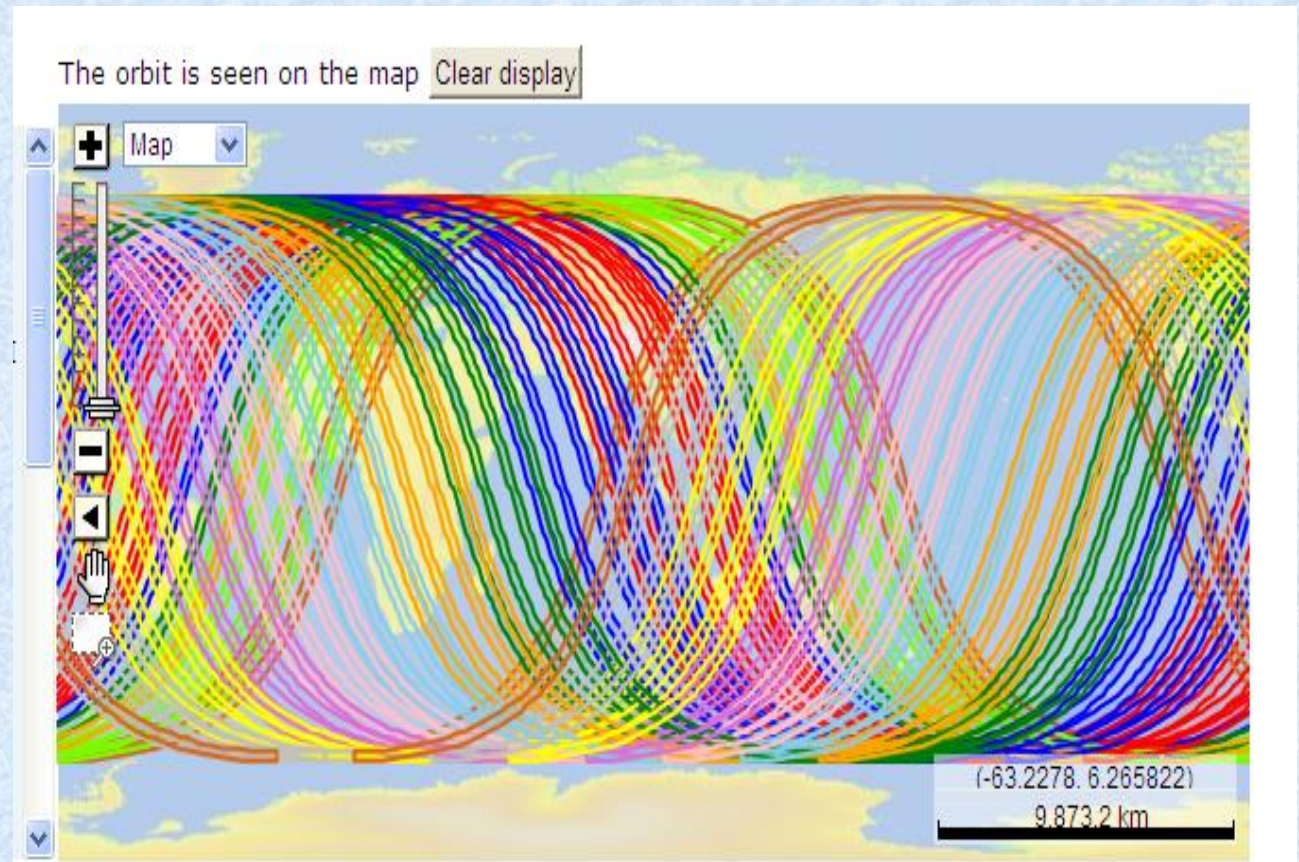 The orbit is seen on the map Clear display
Map
(-63.2278, 6.265822)
9,873.2 km